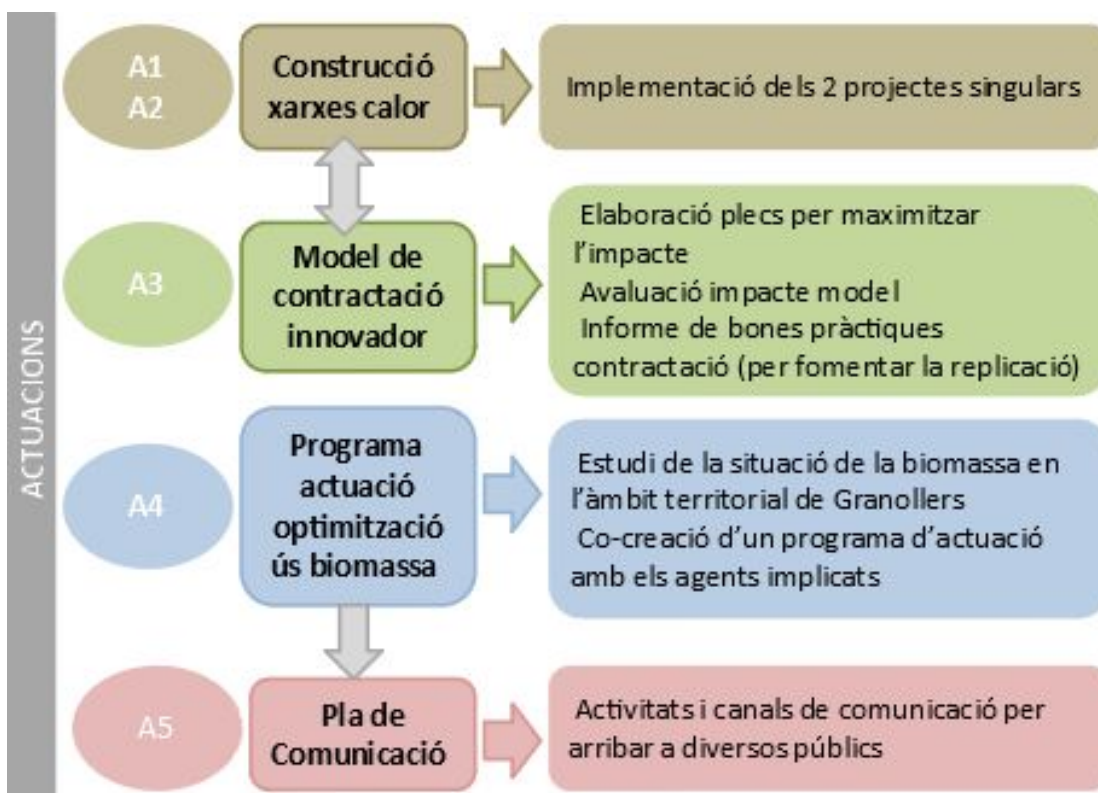 ACTUACIONS
A1
A2
Construcció
xarxes calor
Implementació dels 2 projectes singulars
A3
Model de
contractació
innovador
Elaboració plecs per maximitzar
l'impacte
Avaluació impacte model
Informe de bones pràctiques
contractació (per fomentar la replicació)
A4
Programa
actuació
optimització
ús biomassa
Estudi de la situació de la biomassa en
l'àmbit territorial de Granollers
Co-creació d'un programa d'actuació
amb els agents implicats
A5
Pla de
Comunicació
Activitats i canals de comunicació per
arribar a diversos públics